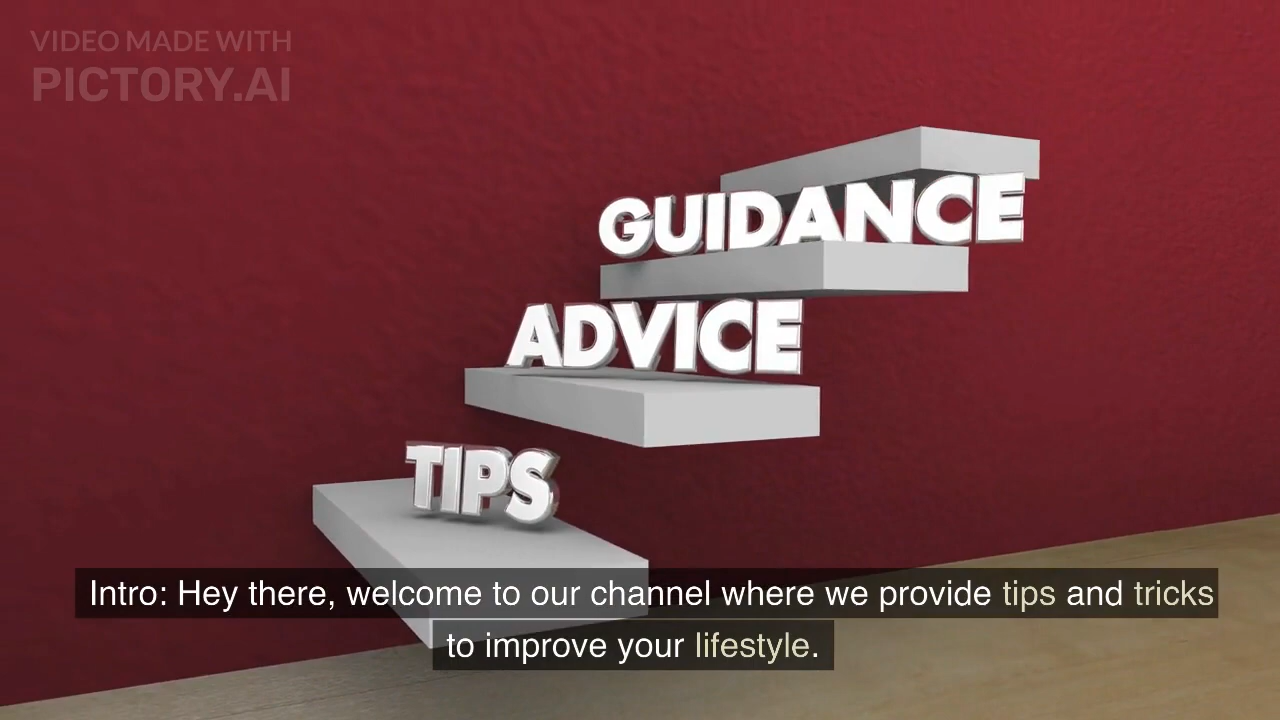 VIDEO MADE WITH
PICTORY.AI
GUIDANCE
ADVICE
TIPS
Intro: Hey there, welcome to our channel where we provide tips and tricks
to improve your lifestyle.